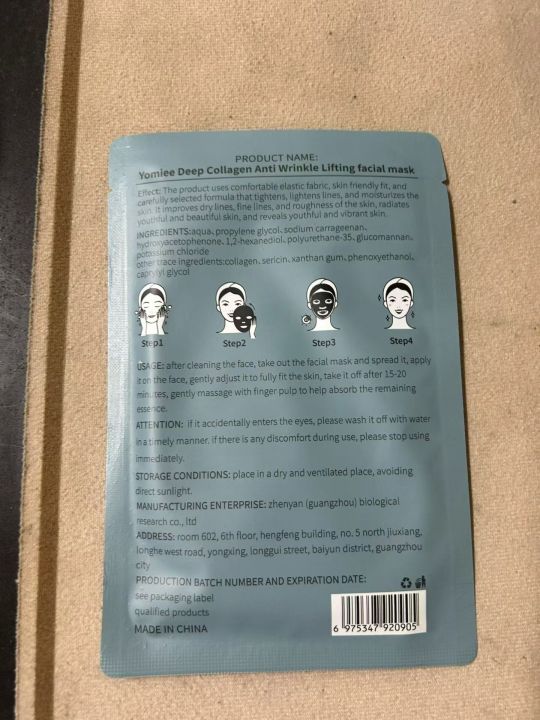 PRODUCT NAME:
Yomiee Deep Collagen Anti Wrinkle Lifting facial mask
Effect: The product uses comfortable elastic fabric, skin friendly fit, and
carefully selected formula that tightens, lightens lines, and moisturizes the
skin. It improves dry lines, fine lines, and roughness of the skin, radiates
youthful and beautiful skin, and reveals youthful and vibrant skin.
INGREDIENTS:aqua、propylene glycol、sodium carrageenan、
hydroxyacetophenone、1,2-hexanediol、polyurethane-35、glucomannan、
potassium chloride
other trace ingredients:collagen、sericin、xanthan gum、phenoxyethanol、
caprylyl glycol
Step1 Step2 Step3 Step4
USAGE: after cleaning the face, take out the facial mask and spread it, apply
it on the face, gently adjust it to fully fit the skin, take it off after 15-20
minutes, gently massage with finger pulp to help absorb the remaining
essence.
ATTENTION: if it accidentally enters the eyes, please wash it off with water
in a timely manner. if there is any discomfort during use, please stop using
immediately.
STORAGE CONDITIONS: place in a dry and ventilated place, avoiding
direct sunlight.
MANUFACTURING ENTERPRISE: zhenyan (guangzhou) biological
research co., ltd
ADDRESS: room 602, 6th floor, hengfeng building, no. 5 north jiuxiang,
longhe west road, yongxing, longgui street, baiyun district, guangzhou
city
PRODUCTION BATCH NUMBER AND EXPIRATION DATE:
see packaging label
qualified products
MADE IN CHINA
6 975347 920905